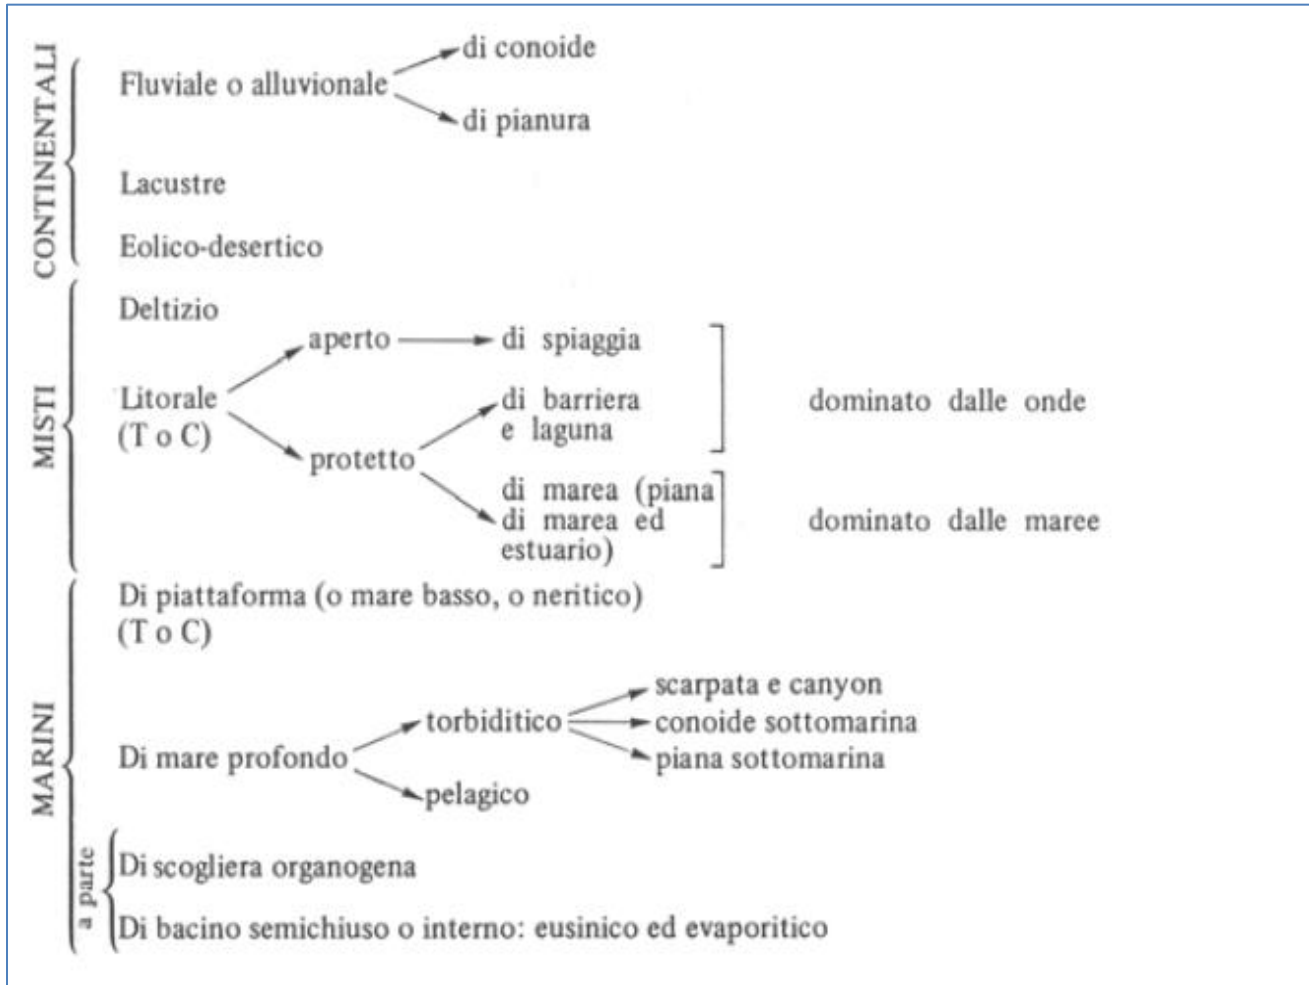 CONTINENTALI
Fluviale o alluvionale
di conoide
di pianura
Lacustre
Eolico-desertico
MISTI
Deltizio
Litorale
(T o C)
aperto
di spiaggia
protetto
di barriera
e laguna
dominato dalle onde
di marea (piana
di marea ed
estuario)
dominato dalle maree
MARINI
Di piattaforma (o mare basso, o neritico)
(T o C)
Di mare profondo
torbiditico
scarpata e canyon
conoide sottomarina
piana sottomarina
pelagico
a parte
Di scogliera organogena
Di bacino semichiuso o interno: eusinico ed evaporitico